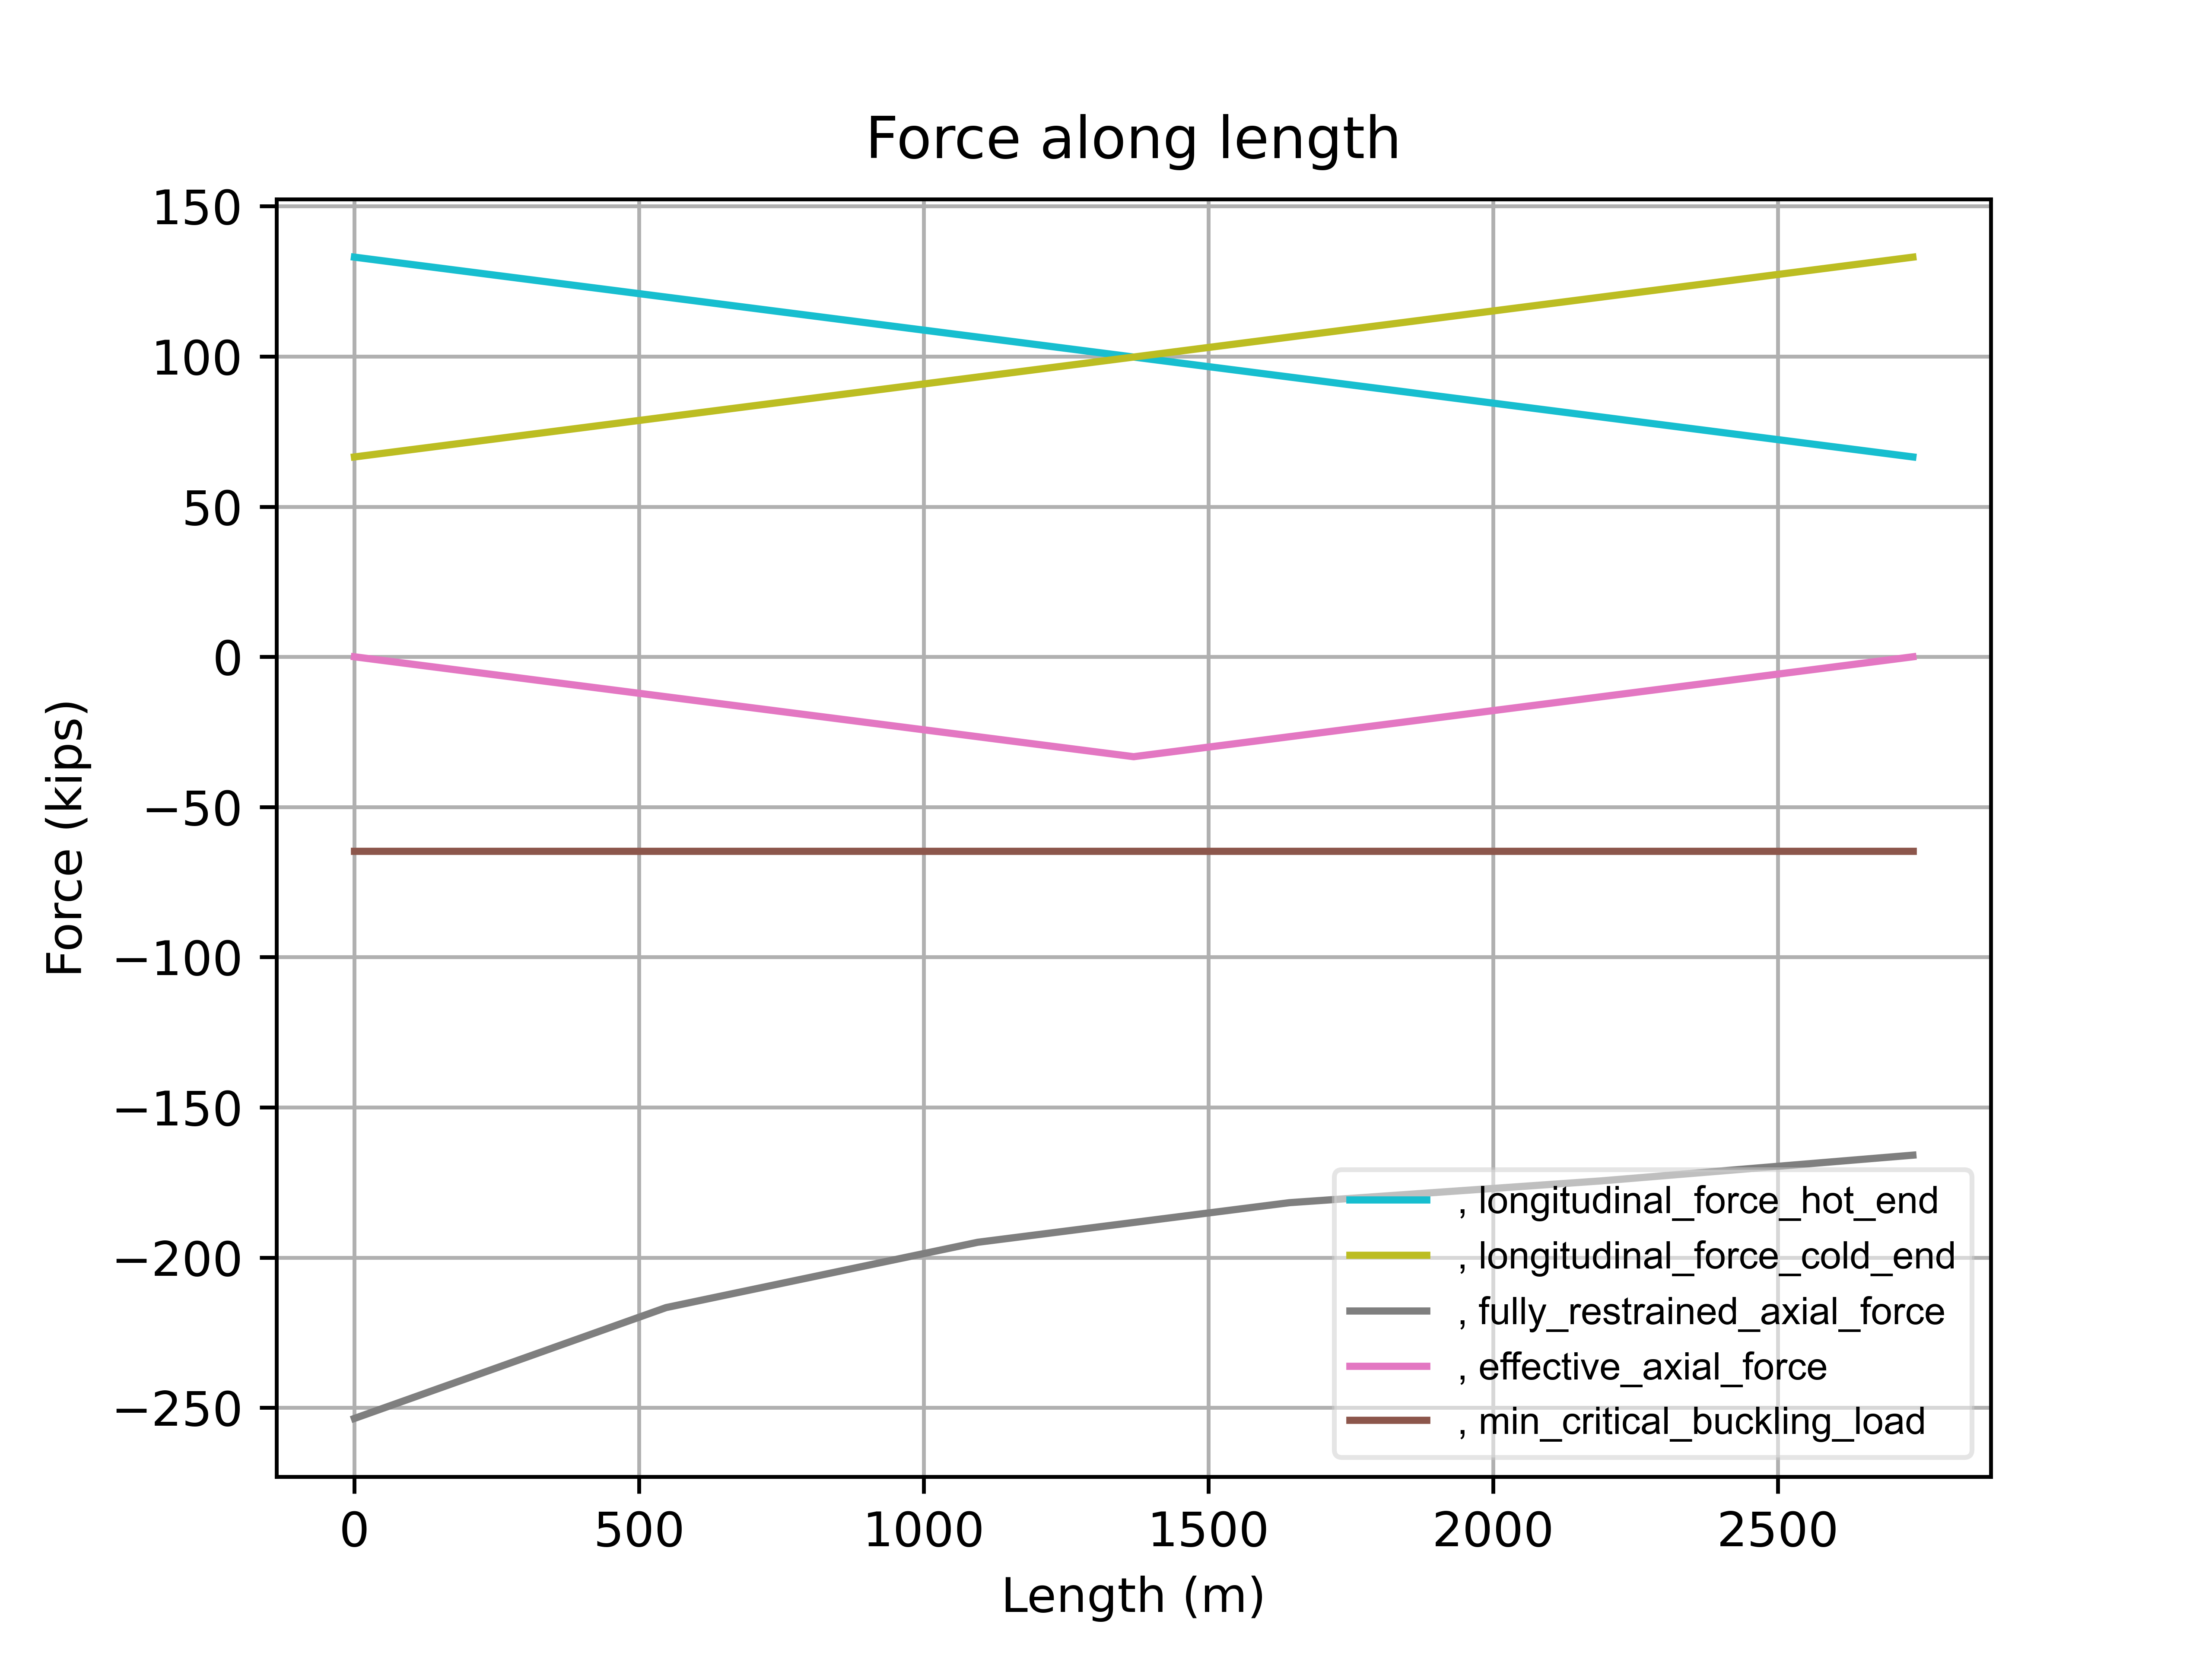 Force along length
150
100
50
0
−50
−100
−150
−200
−250
Force (kips)
, longitudinal_force_hot_end
, longitudinal_force_cold_end
, fully_restrained_axial_force
, effective_axial_force
, min_critical_buckling_load
0 500 1000 1500 2000 2500
Length (m)